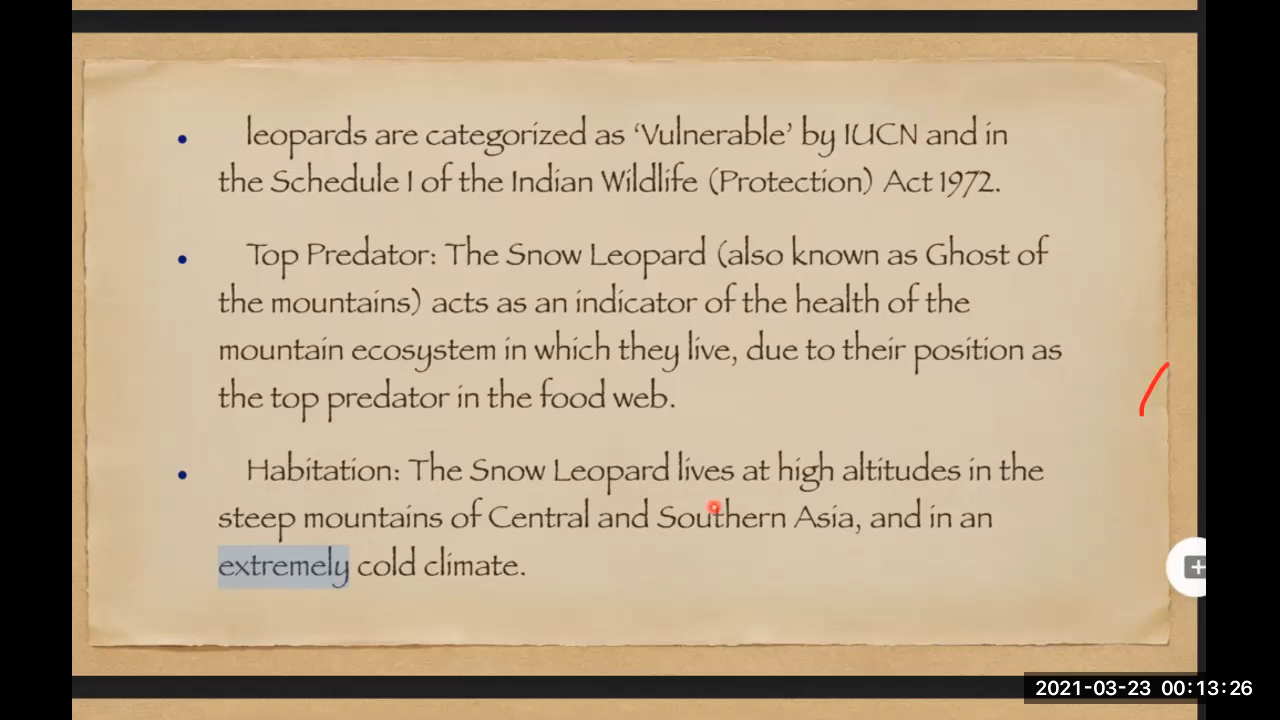 • leopards are categorized as ‘Vulnerable’ by IUCN and in
the Schedule I of the Indian Wildlife (Protection) Act 1972.
• Top Predator: The Snow Leopard (also known as Ghost of
the mountains) acts as an indicator of the health of the
mountain ecosystem in which they live, due to their position as
the top predator in the food web.
• Habitation: The Snow Leopard lives at high altitudes in the
steep mountains of Central and Southern Asia, and in an
extremely cold climate.
2021-03-23 00:13:26